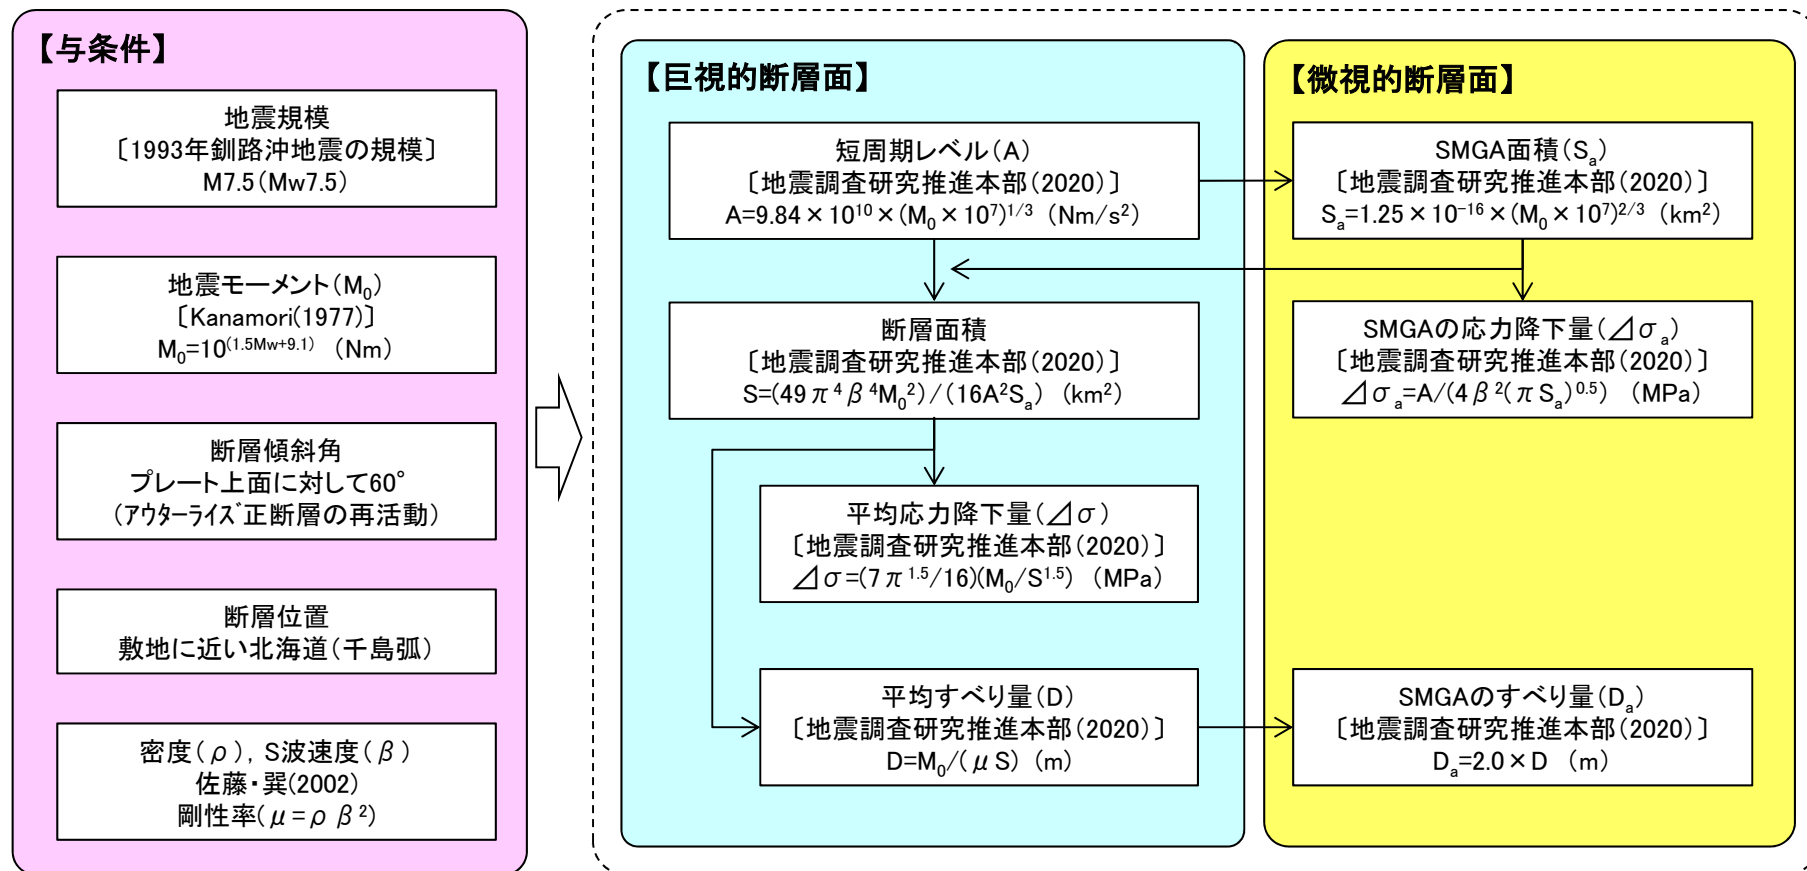 【与条件】
地震規模
〔1993年釧路沖地震の規模〕
M7.5(Mw7.5)
地震モーメント(M₀)
〔Kanamori(1977)〕
M₀=10⁽¹·⁵ᴹʷ⁺⁹·¹⁾ (Nm)
断層傾斜角
プレート上面に対して60°
(アウターライズ正断層の再活動)
断層位置
敷地に近い北海道(千島弧)
密度(ρ), S波速度(β)
佐藤・巽(2002)
剛性率(μ=ρβ²)
【巨視的断層面】
短周期レベル(A)
〔地震調査研究推進本部(2020)〕
A=9.84×10¹⁰×(M₀×10⁷)¹/³ (Nm/s²)
断層面積
〔地震調査研究推進本部(2020)〕
S=(49π⁴β⁴M₀²)/(16A²Sₐ) (km²)
平均応力降下量(⊿σ)
〔地震調査研究推進本部(2020)〕
⊿σ=(7π¹·⁵/16)(M₀/S¹·⁵) (MPa)
平均すべり量(D)
〔地震調査研究推進本部(2020)〕
D=M₀/(μS) (m)
【微視的断層面】
SMGA面積(Sₐ)
〔地震調査研究推進本部(2020)〕
Sₐ=1.25×10⁻¹⁶×(M₀×10⁷)²/³ (km²)
SMGAの応力降下量(⊿σₐ)
〔地震調査研究推進本部(2020)〕
⊿σₐ=A/(4β²(πSₐ)⁰·⁵) (MPa)
SMGAのすべり量(Dₐ)
〔地震調査研究推進本部(2020)〕
Dₐ=2.0×D (m)